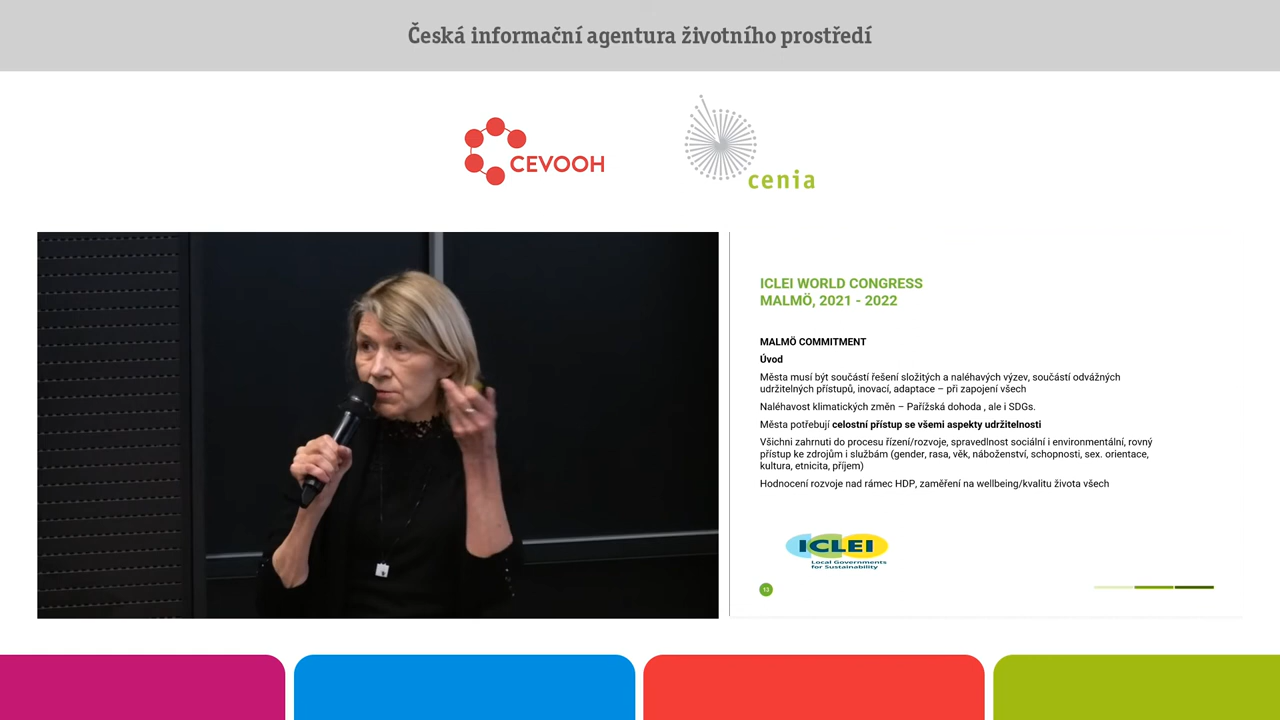 Česká informační agentura životního prostředí
CEVOOH
cenia
ICLEI WORLD CONGRESS
MALMÖ, 2021 - 2022
MALMÖ COMMITMENT
Úvod
Města musí být součástí řešení složitých a naléhavých výzev, součástí odvážných
udržitelných přístupů, inovací, adaptace – při zapojení všech
Naléhavost klimatických změn – Pařížská dohoda , ale i SDGs.
Města potřebují celostní přístup se všemi aspekty udržitelnosti
Všichni zahrnuti do procesu řízení/rozvoje, spravedlnost sociální i environmentální, rovný
přístup ke zdrojům i službám (gender, rasa, věk, náboženství, schopnosti, sex. orientace,
kultura, etnicita, příjem)
Hodnocení rozvoje nad rámec HDP, zaměření na wellbeing/kvalitu života všech
ICLEI
Local Governments
for Sustainability
13